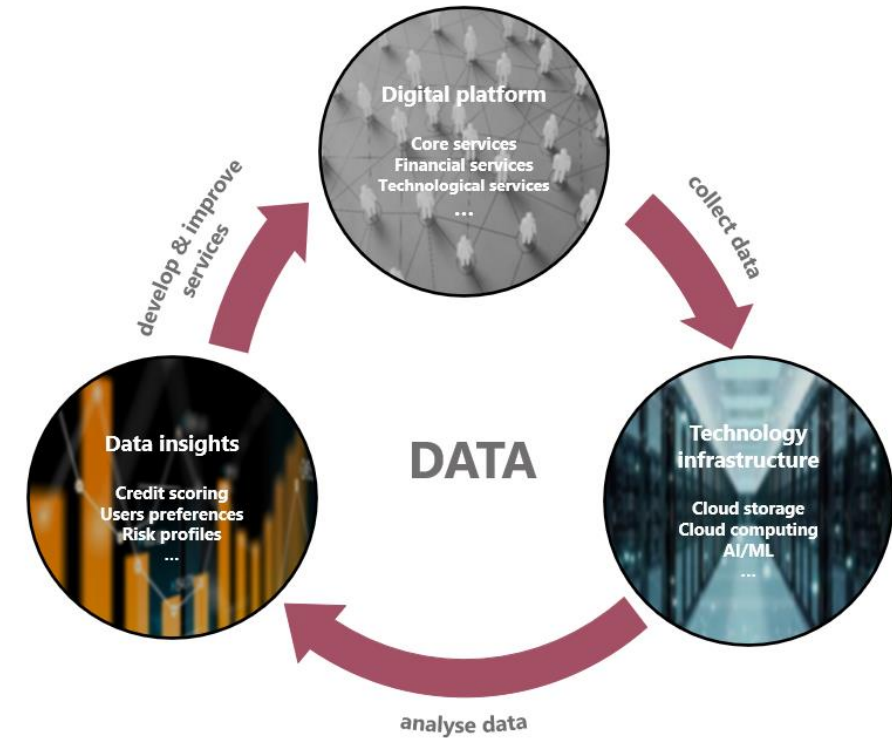 Digital platform
Core services
Financial services
Technological services
...
develop & improve
services
collect data
Data insights
Credit scoring
Users preferences
Risk profiles
...
DATA
Technology
infrastructure
Cloud storage
Cloud computing
AI/ML
...
analyse data